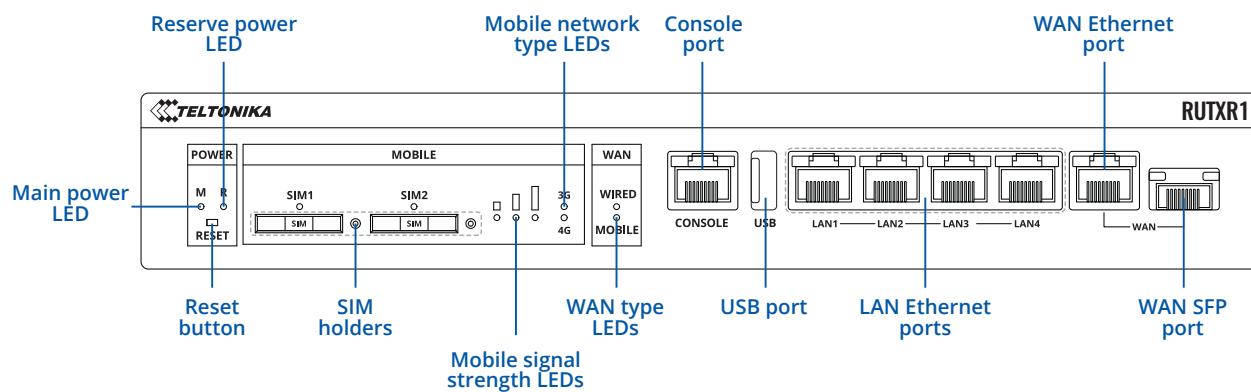 Reserve power
LED
Mobile network
type LEDs
Console
port
WAN Ethernet
port
TELTONIKA
RUTXR1
POWER
MOBILE
WAN
M R
SIM1
SIM2
3G
WIRED
Main power
LED
RESET
SIM
SIM
4G
MOBILE
CONSOLE
USB
LAN1
LAN2
LAN3
LAN4
WAN
Reset
button
SIM
holders
Mobile signal
strength LEDs
WAN type
LEDs
USB port
LAN Ethernet
ports
WAN SFP
port